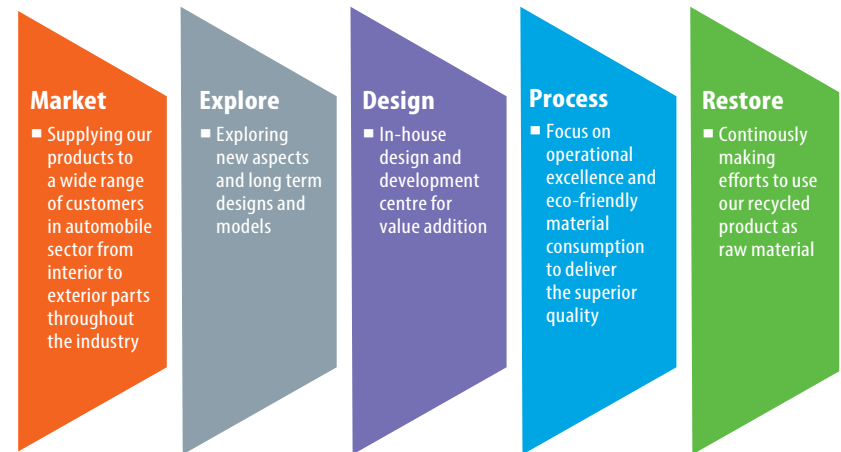 Market
■ Supplying our
products to
a wide range
of customers
in automobile
sector from
interior to
exterior parts
throughout
the industry
Explore
■ Exploring
new aspects
and long term
designs and
models
Design
■ In-house
design and
development
centre for
value addition
Process
■ Focus on
operational
excellence and
eco-friendly
material
consumption
to deliver
the superior
quality
Restore
■ Continously
making
efforts to use
our recycled
product as
raw material